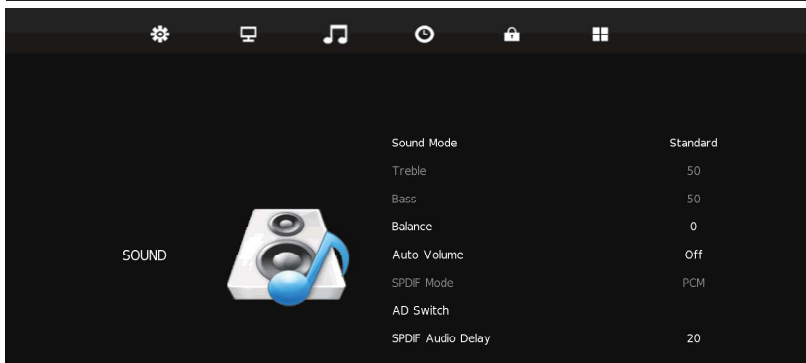 Sound Mode Standard
Treble 50
Bass 50
Balance 0
SOUND
Auto Volume Off
SPDIF Mode PCM
AD Switch
SPDIF Audio Delay 20